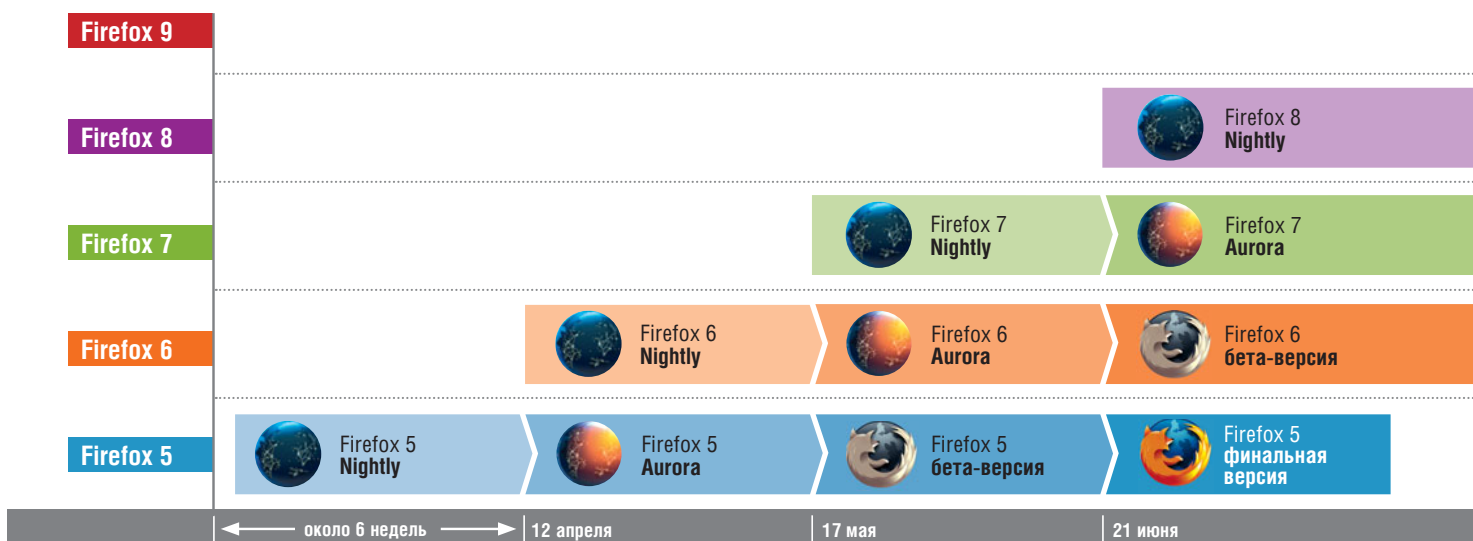 Firefox 9
Firefox 8
Firefox 8
Nightly
Firefox 7
Firefox 7
Nightly
Firefox 7
Aurora
Firefox 6
Firefox 6
Nightly
Firefox 6
Aurora
Firefox 6
бета-версия
Firefox 5
Firefox 5
Nightly
Firefox 5
Aurora
Firefox 5
бета-версия
Firefox 5
финальная
версия
около 6 недель
12 апреля
17 мая
21 июня